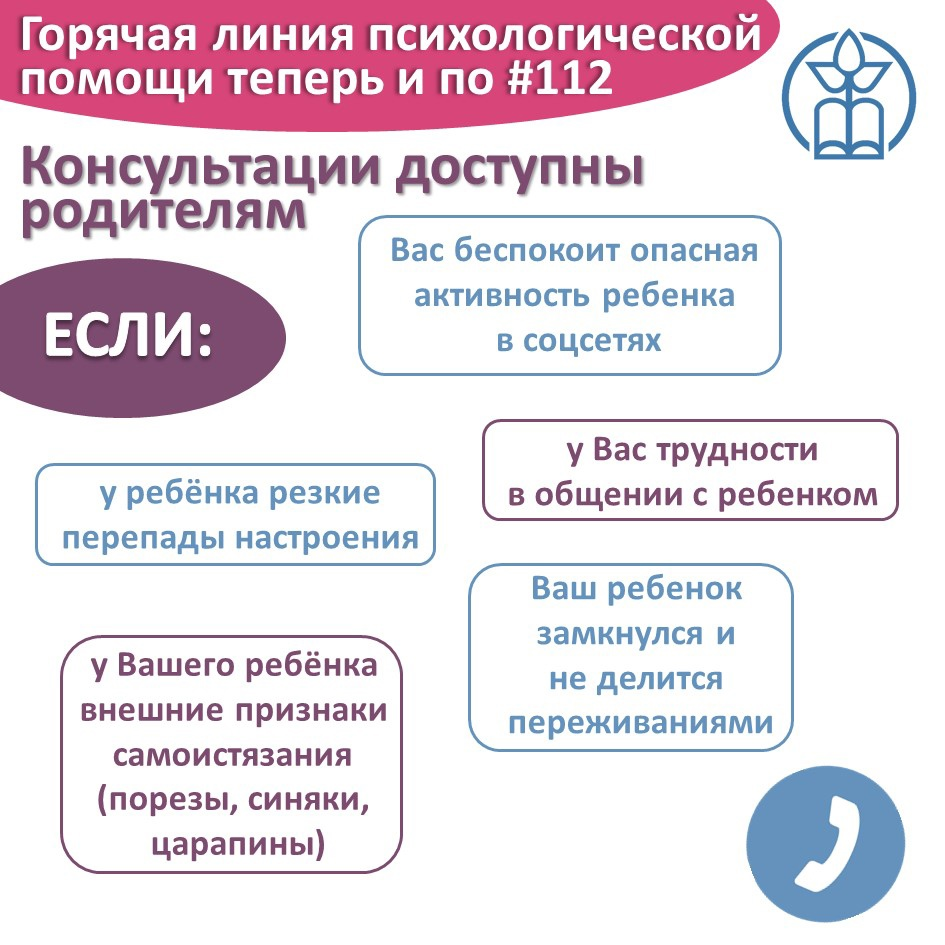 Горячая линия психологической
помощи теперь и по #112
Консультации доступны
родителям
ЕСЛИ:
Вас беспокоит опасная
активность ребенка
в соцсетях
у Вас трудности
в общении с ребенком
у ребёнка резкие
перепады настроения
Ваш ребенок
замкнулся и
не делится
переживаниями
у Вашего ребёнка
внешние признаки
самоистязания
(порезы, синяки,
царапины)